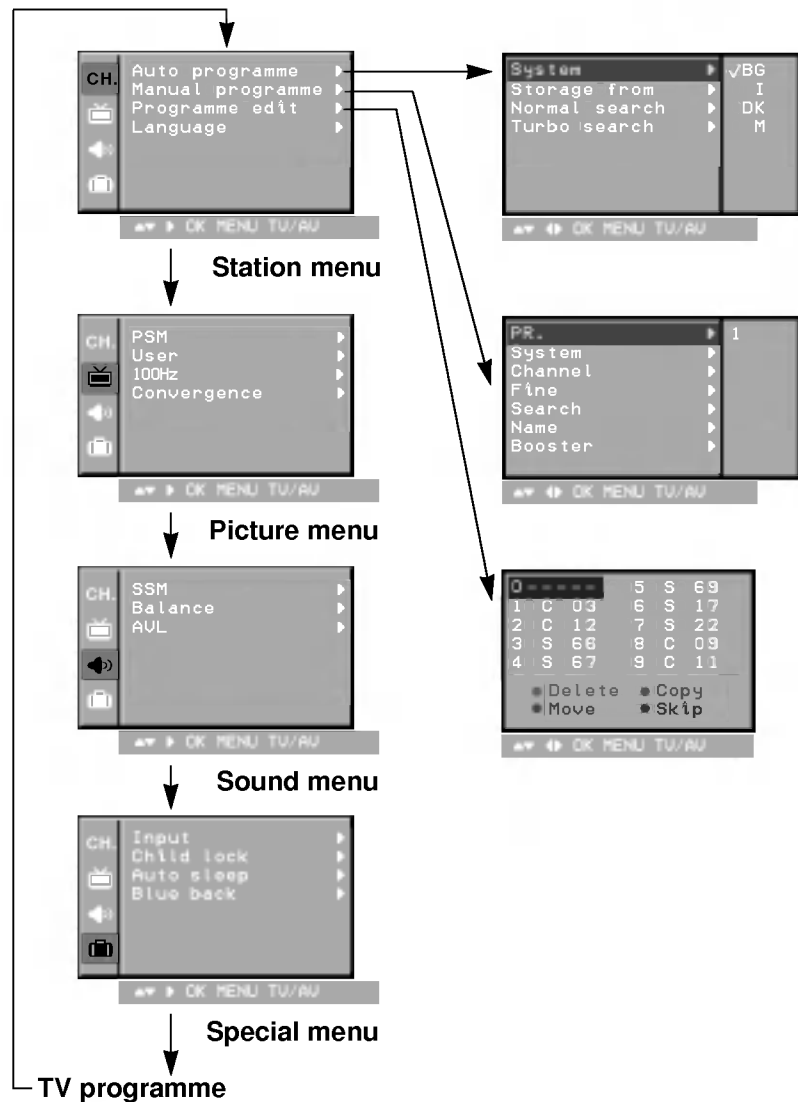 CH.
Auto programme
Manual programme
Programme edit
Language
OK MENU TV/AV
Station menu
CH.
PSM
User
100Hz
Convergence
OK MENU TV/AV
Picture menu
CH.
SSM
Balance
AVL
OK MENU TV/AV
Sound menu
CH.
Input
Child lock
Auto sleep
Blue back
OK MENU TV/AV
Special menu
TV programme
System √BG
Storage from I
Normal search DK
Turbo search M
OK MENU TV/AV
PR. 1
System
Channel
Fine
Search
Name
Booster
OK MENU TV/AV
0 - - - - - 5 S 69
1 C 03 6 S 17
2 C 12 7 S 22
3 S 66 8 C 09
4 S 67 9 C 11
Delete Copy
Move Skip
OK MENU TV/AV